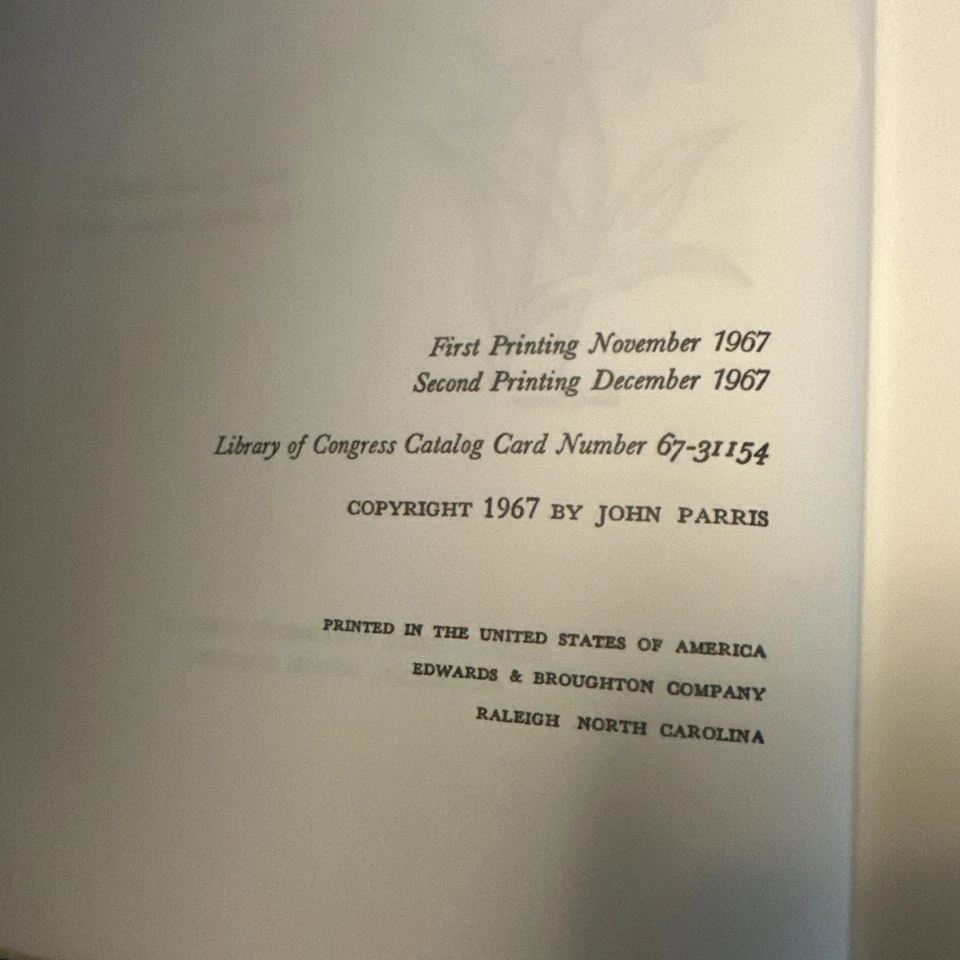 First Printing November 1967
Second Printing December 1967
Library of Congress Catalog Card Number 67-31154
COPYRIGHT 1967 BY JOHN PARRIS
PRINTED IN THE UNITED STATES OF AMERICA
EDWARDS & BROUGHTON COMPANY
RALEIGH NORTH CAROLINA